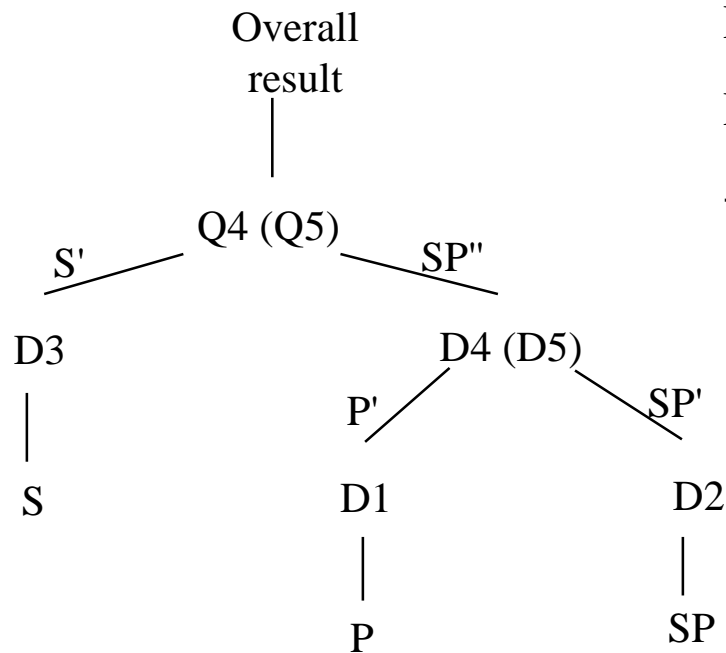 Overall
result
Q4 (Q5)
S'
SP"
D3
D4 (D5)
P'
SP'
S
D1
D2
P
SP